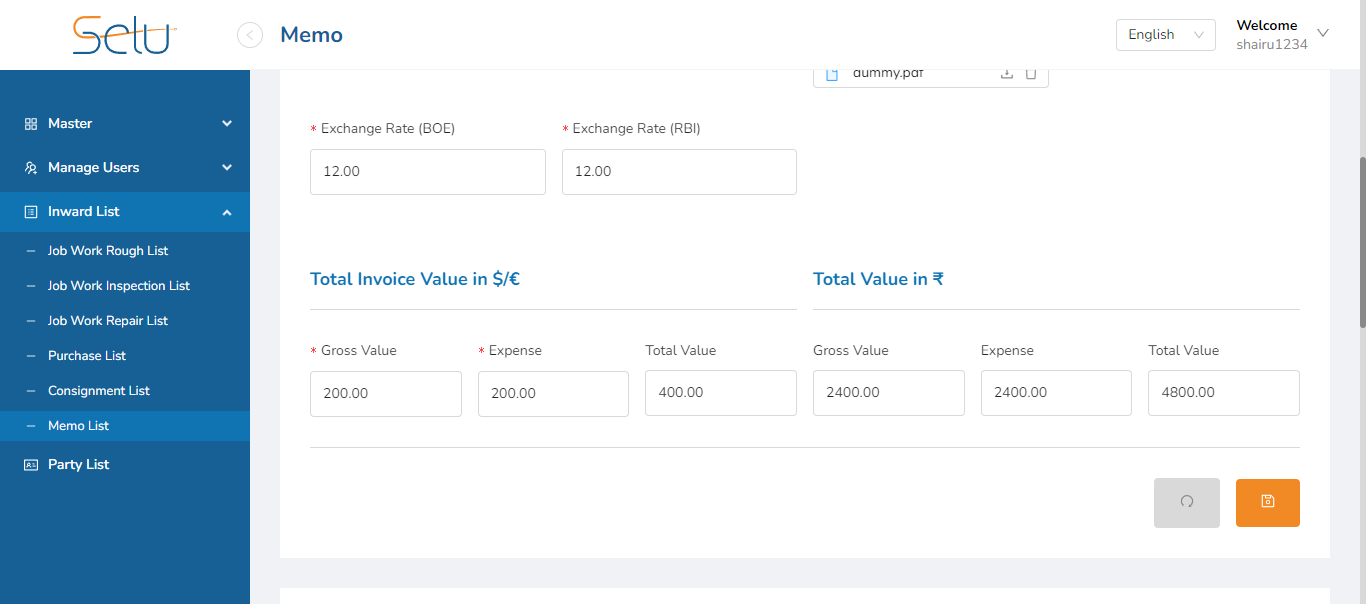 Selu
Memo
English
Welcome
shairu1234
Master
Manage Users
Inward List
Job Work Rough List
Job Work Inspection List
Job Work Repair List
Purchase List
Consignment List
Memo List
Party List
dummy.pdf
* Exchange Rate (BOE)
* Exchange Rate (RBI)
12.00
12.00
Total Invoice Value in $/€
Total Value in ₹
* Gross Value
* Expense
Total Value
Gross Value
Expense
Total Value
200.00
200.00
400.00
2400.00
2400.00
4800.00